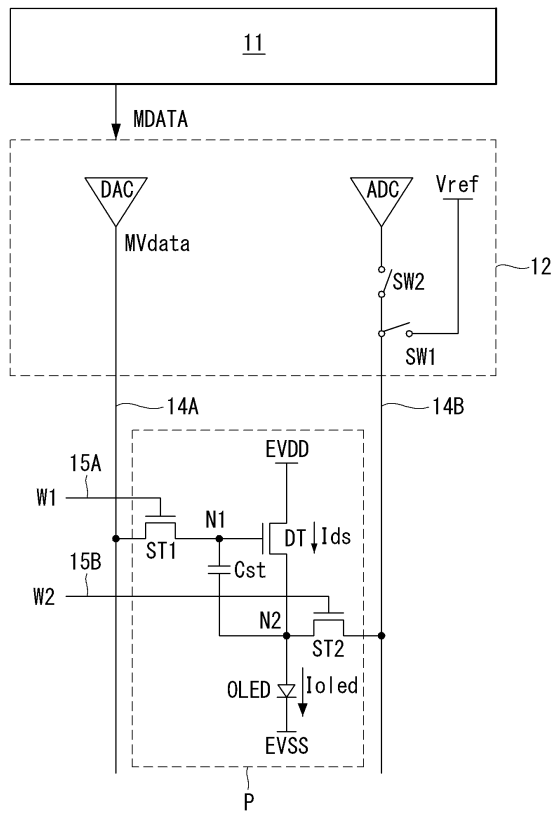 11
MDATA
DAC
ADC
Vref
MVdata
SW2
12
SW1
14A
14B
EVDD
15A
W1
N1
DT
Ids
ST1
15B
Cst
W2
N2
ST2
OLED
Ioled
EVSS
P